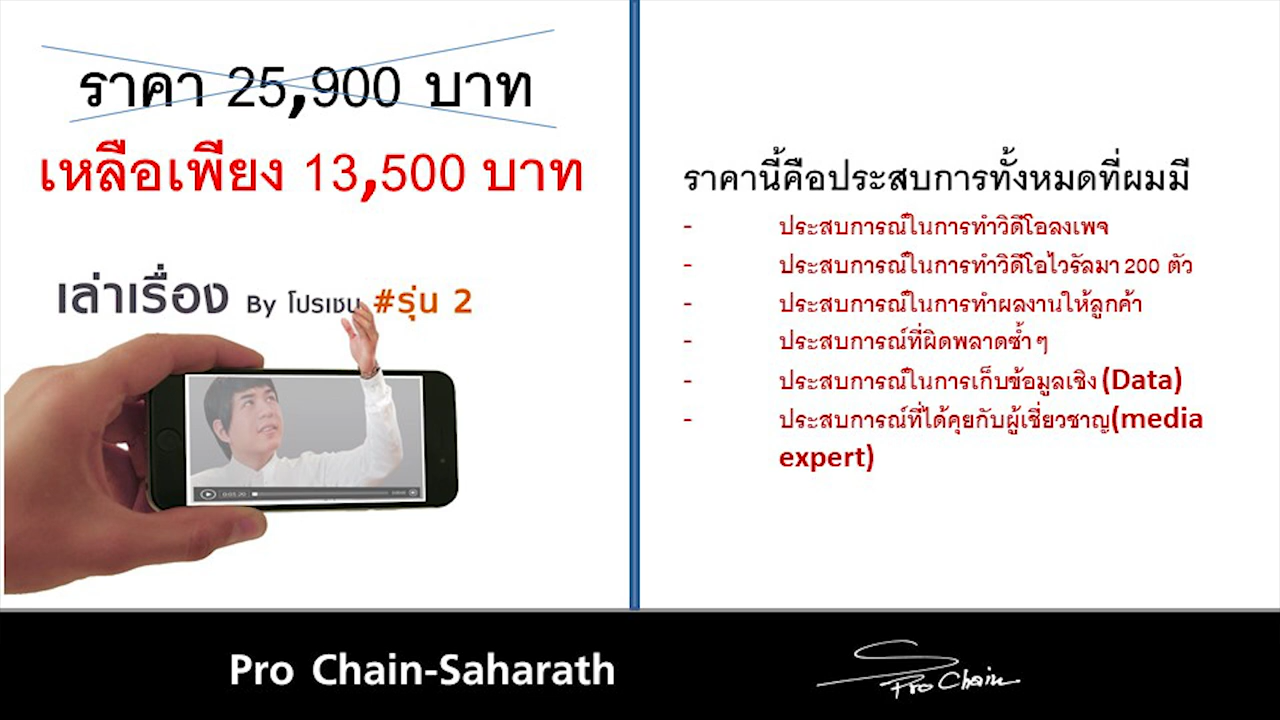 ราคา 25,900 บาท
เหลือเพียง 13,500 บาท
เล่าเรื่อง By โปรเชน #รุ่น 2
0:01:20
ราคานี้คือประสบการทั้งหมดที่ผมมี
- ประสบการณ์ในการทำวิดีโอลงเพจ
- ประสบการณ์ในการทำวิดีโอไวรัลมา 200 ตัว
- ประสบการณ์ในการทำผลงานให้ลูกค้า
- ประสบการณ์ที่ผิดพลาดซ้ำๆ
- ประสบการณ์ในการเก็บข้อมูลเชิง (Data)
- ประสบการณ์ที่ได้คุยกับผู้เชี่ยวชาญ(media
expert)
Pro Chain-Saharath
Pro Chain